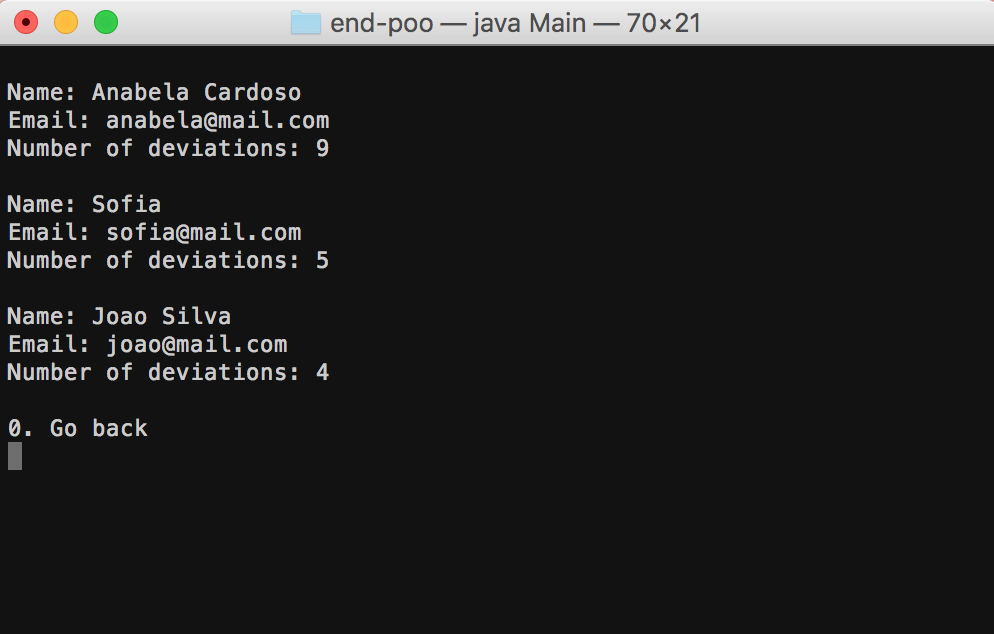 end-poo — java Main — 70×21
Name: Anabela Cardoso
Email: anabela@mail.com
Number of deviations: 9
Name: Sofia
Email: sofia@mail.com
Number of deviations: 5
Name: Joao Silva
Email: joao@mail.com
Number of deviations: 4
0. Go back